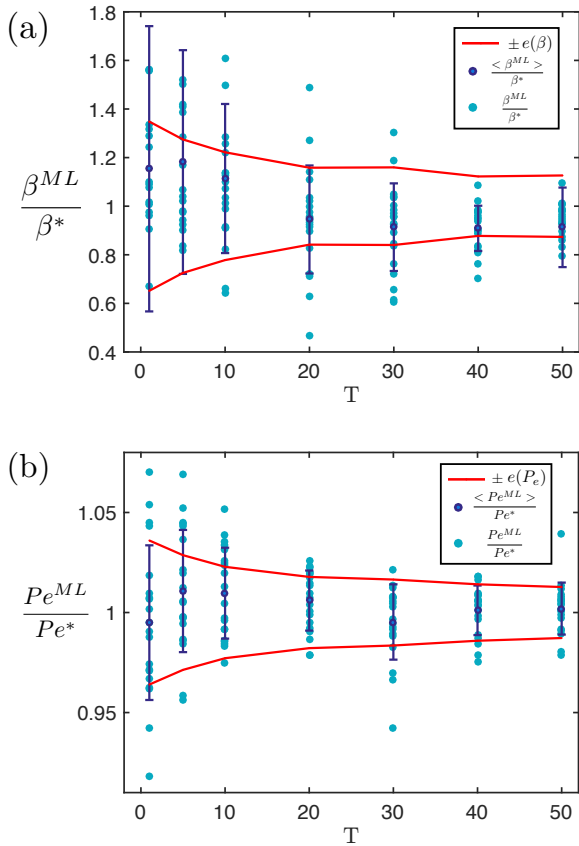 (a)
1.8
1.6
1.4
1.2
1
0.8
0.6
0.4
β^{ML}
β*
± e(β)
< β^{ML} >
β*
β^{ML}
β*
0 10 20 30 40 50
T
(b)
1.05
1
0.95
Pe^{ML}
Pe*
± e(P_e)
< Pe^{ML} >
Pe*
Pe^{ML}
Pe*
0 10 20 30 40 50
T